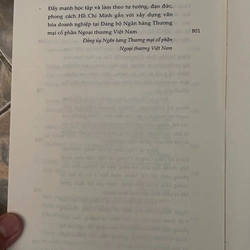 - Đẩy mạnh học tập và làm theo tư tưởng, đạo đức,
phong cách Hồ Chí Minh gắn với xây dựng văn
hóa doanh nghiệp tại Đảng bộ Ngân hàng Thương
mại cổ phần Ngoại thương Việt Nam 801
Đảng ủy Ngân hàng Thương mại cổ phần
Ngoại thương Việt Nam